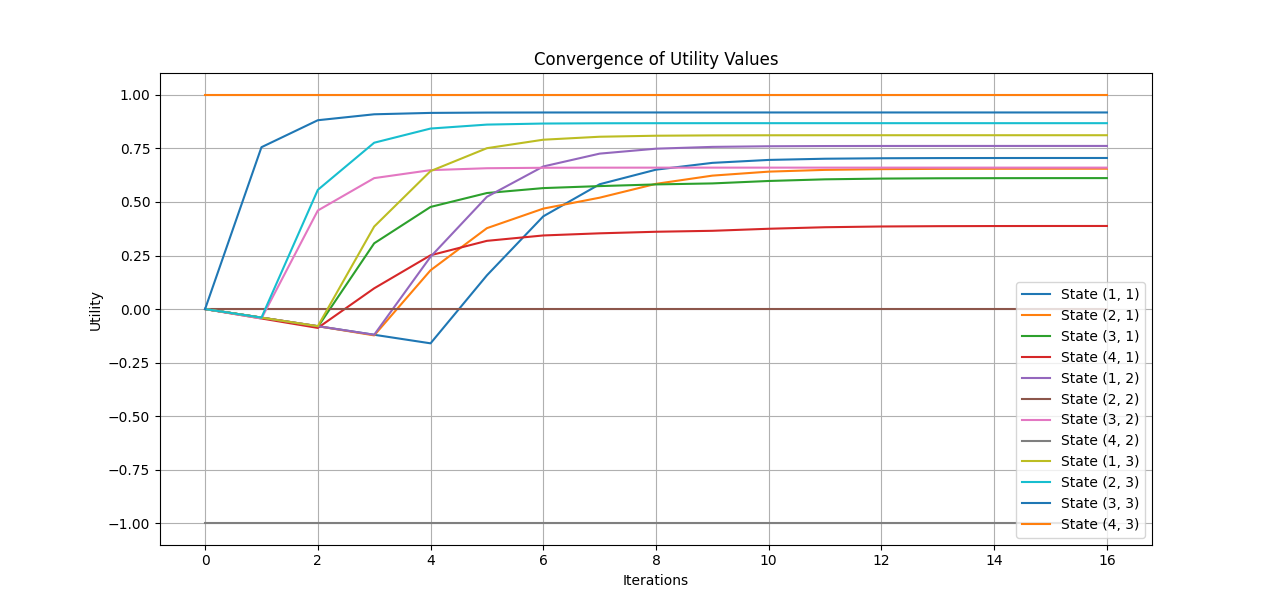 Convergence of Utility Values
Utility
1.00
0.75
0.50
0.25
0.00
−0.25
−0.50
−0.75
−1.00
State (1, 1)
State (2, 1)
State (3, 1)
State (4, 1)
State (1, 2)
State (2, 2)
State (3, 2)
State (4, 2)
State (1, 3)
State (2, 3)
State (3, 3)
State (4, 3)
0 2 4 6 8 10 12 14 16
Iterations